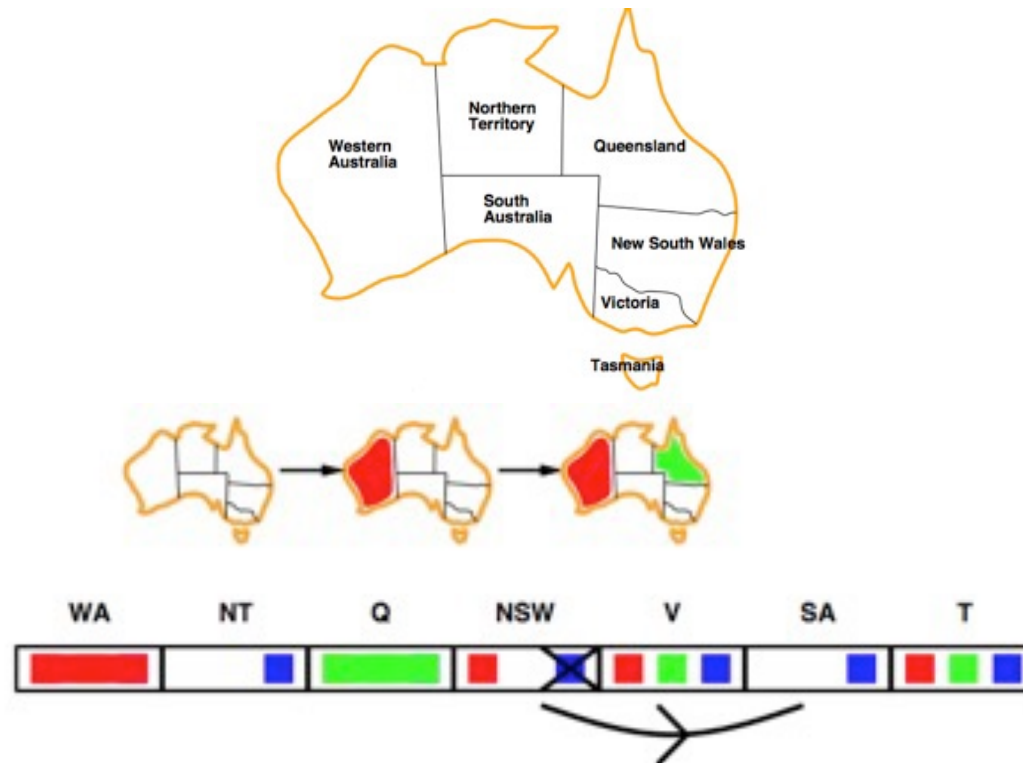 Northern
Territory
Western
Australia
Queensland
South
Australia
New South Wales
Victoria
Tasmania
WA NT Q NSW V SA T